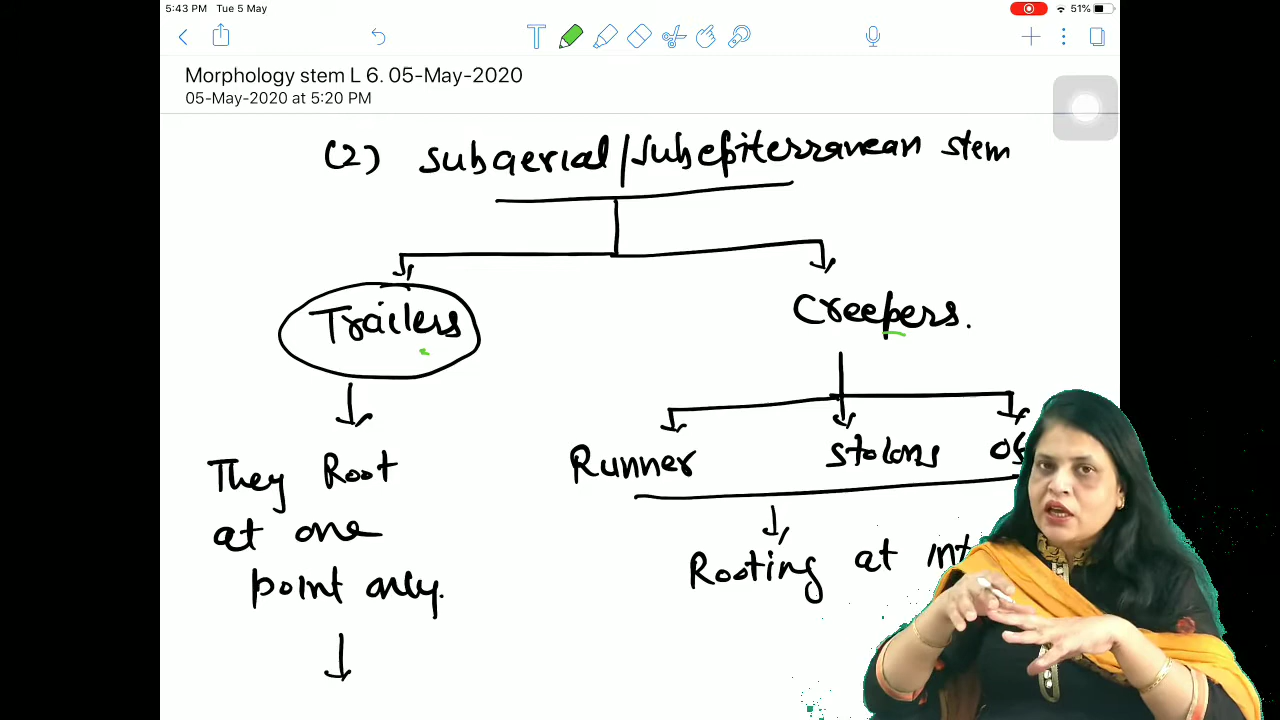 5:43 PM Tue 5 May
51%
T
Morphology stem L 6. 05-May-2020
05-May-2020 at 5:20 PM
(2) subaerial/subepiterranean stem
Trailers
Creepers.
Runner stolons
They Root
at one
point only.
Rooting at